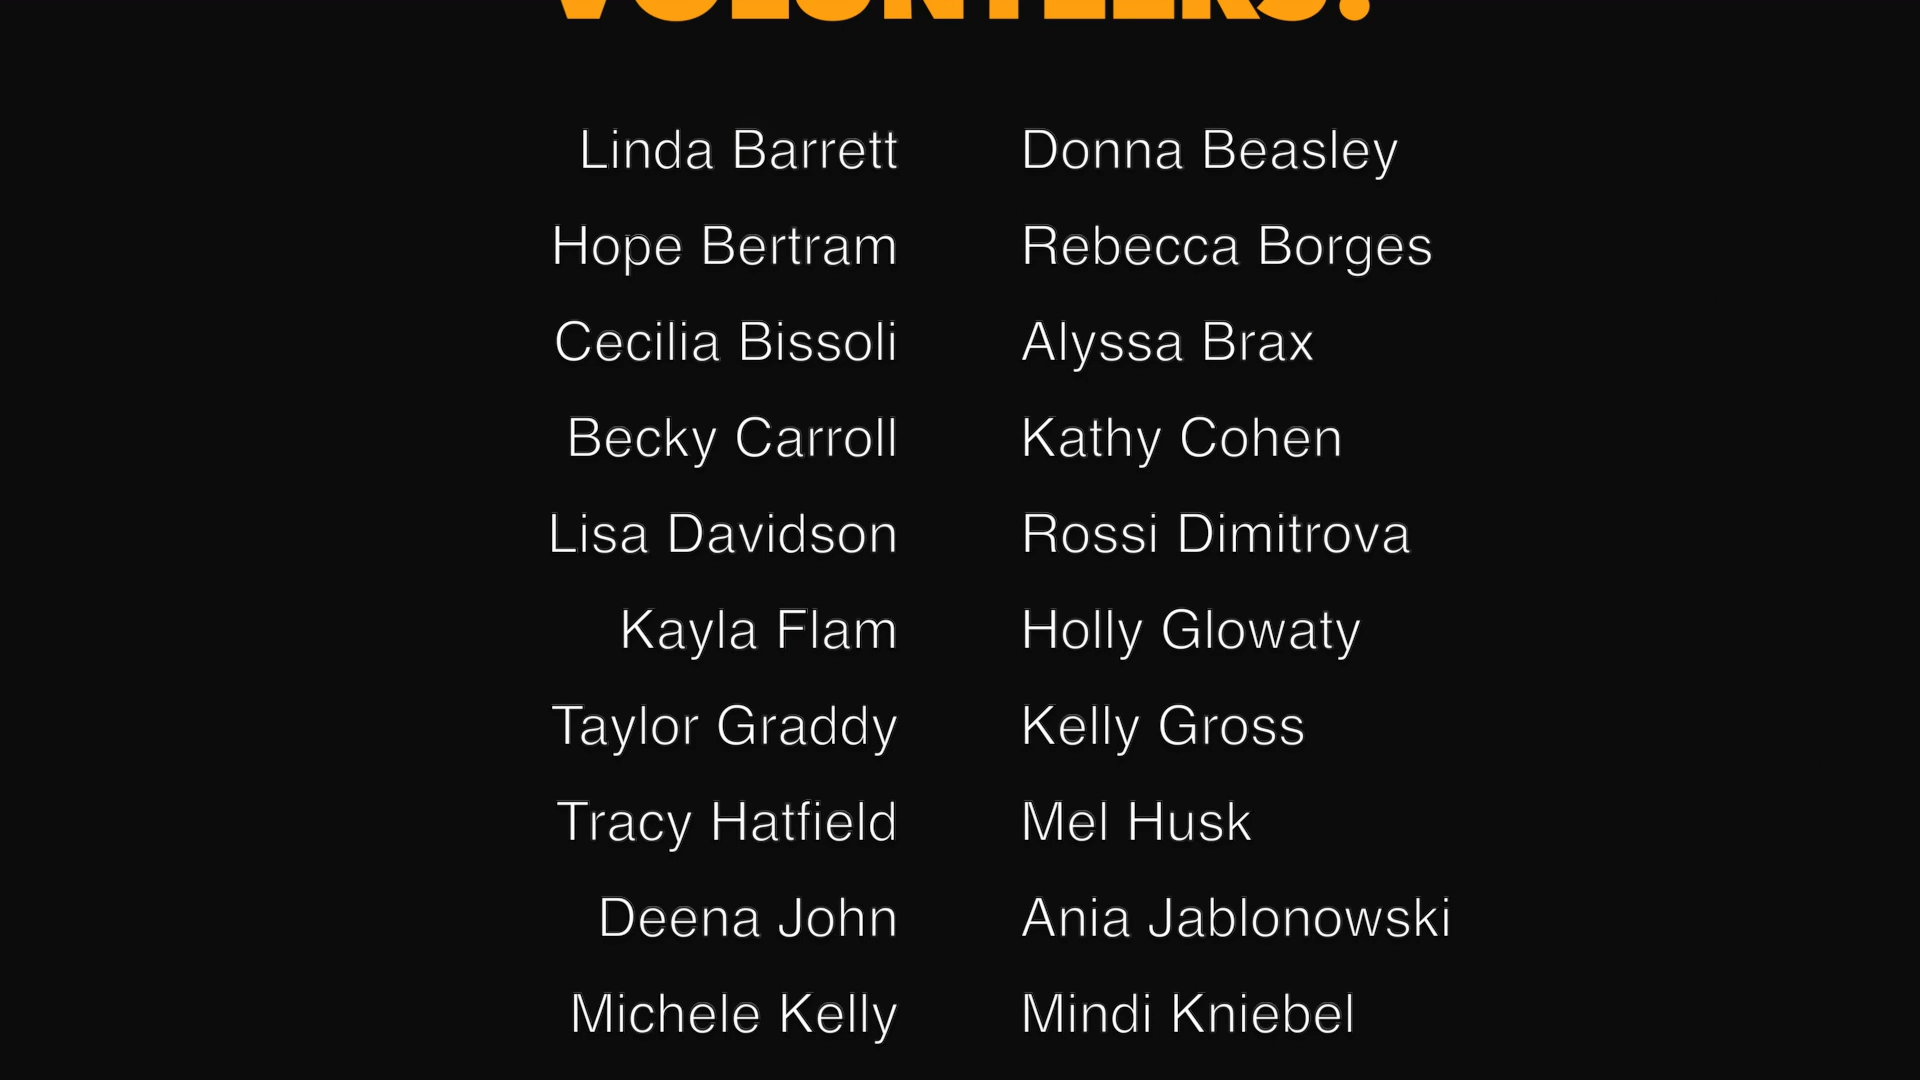 VOLUNTEERS!
Linda Barrett Donna Beasley
Hope Bertram Rebecca Borges
Cecilia Bissoli Alyssa Brax
Becky Carroll Kathy Cohen
Lisa Davidson Rossi Dimitrova
Kayla Flam Holly Glowaty
Taylor Graddy Kelly Gross
Tracy Hatfield Mel Husk
Deena John Ania Jablonowski
Michele Kelly Mindi Kniebel